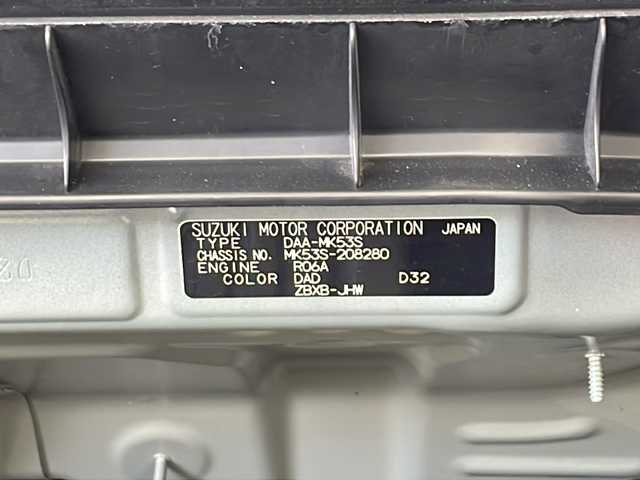 SUZUKI MOTOR CORPORATION JAPAN
TYPE DAA-MK53S
CHASSIS NO. MK53S-208280
ENGINE R06A
COLOR DAD D32
ZBXB-JHW